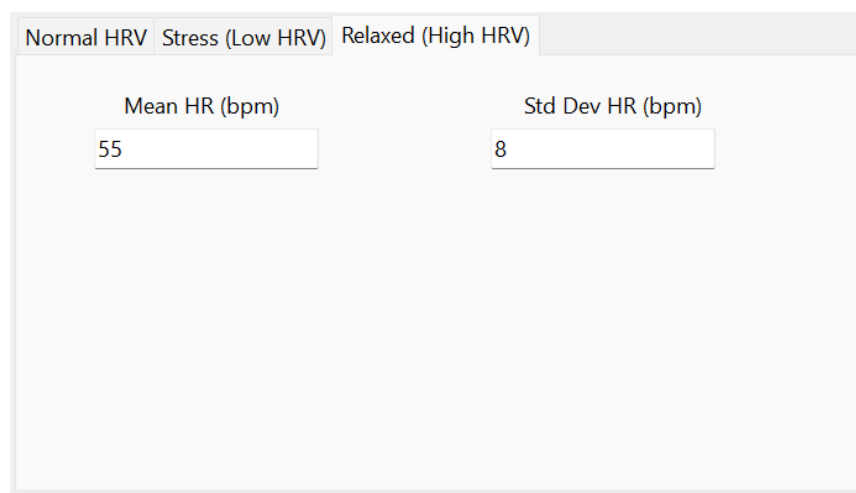 Normal HRV Stress (Low HRV) Relaxed (High HRV)
Mean HR (bpm) Std Dev HR (bpm)
55 8